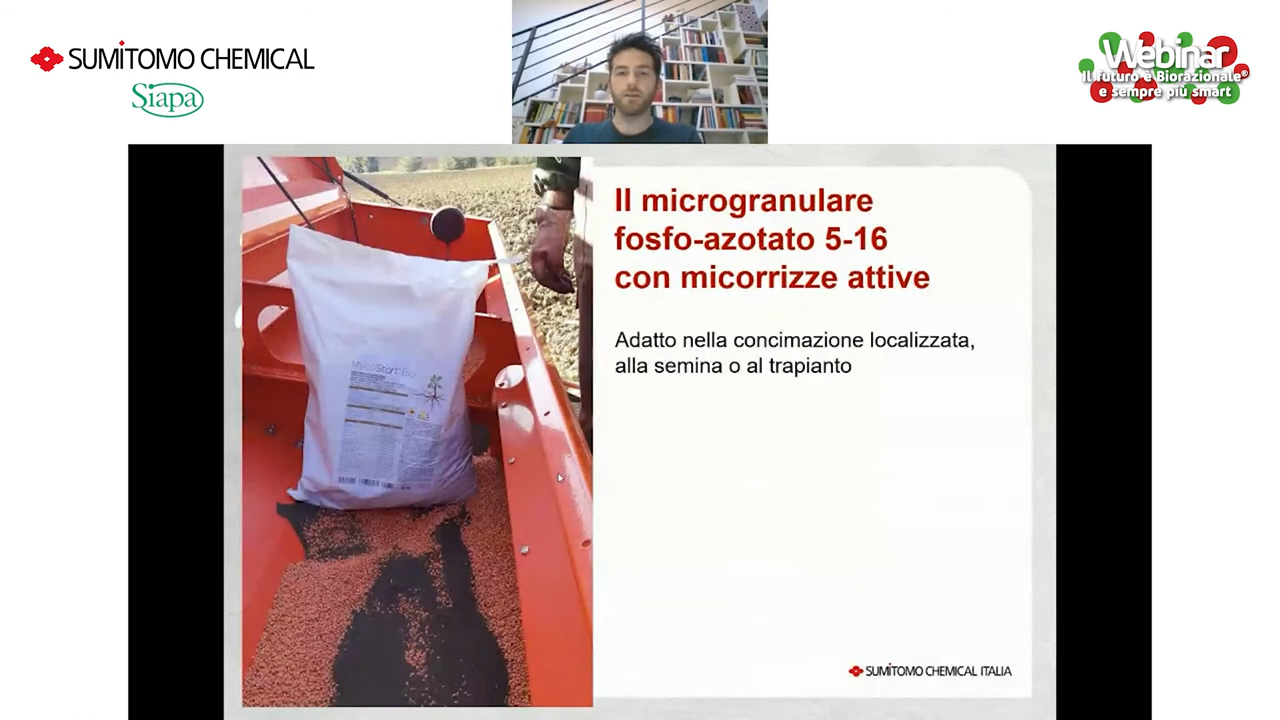 SUMITOMO CHEMICAL
Siapa
Webinar
Il futuro è Biorazionale®
e sempre più smart
Il microgranulare
fosfo-azotato 5-16
con micorrizze attive
Adatto nella concimazione localizzata,
alla semina o al trapianto
MycoStart Bio
SUMITOMO CHEMICAL ITALIA